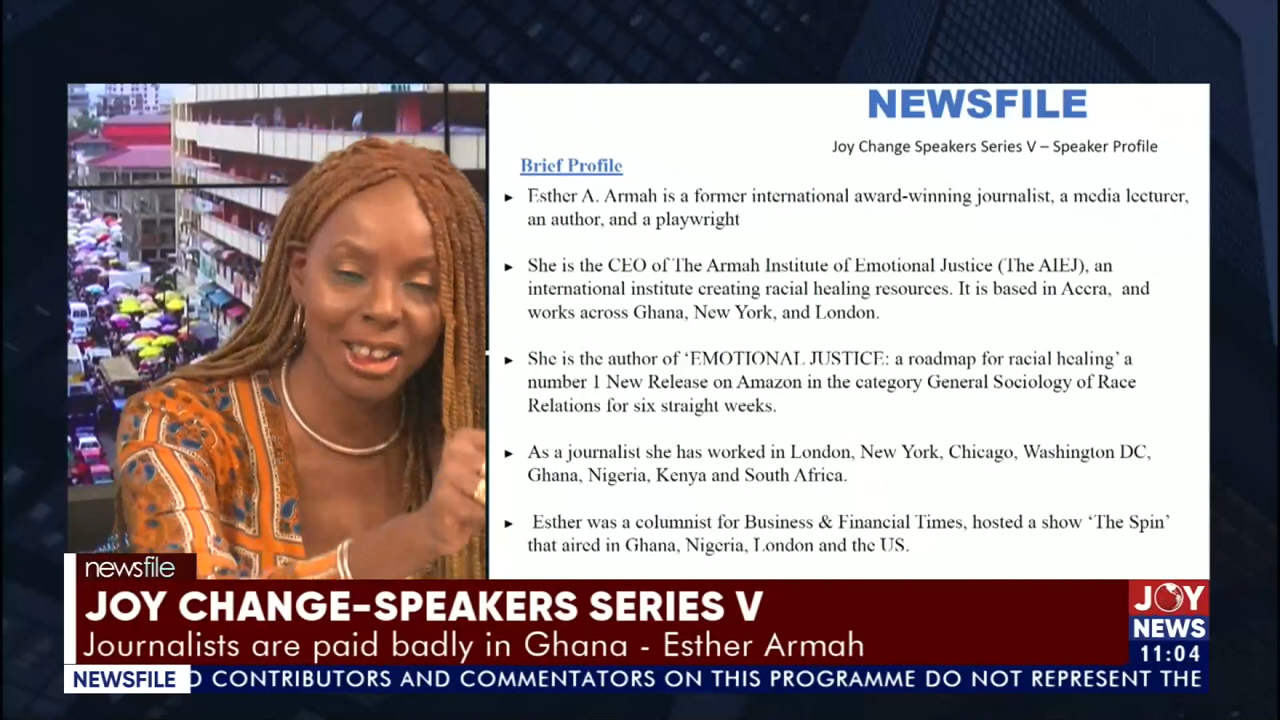 NEWSFILE
Joy Change Speakers Series V – Speaker Profile
Brief Profile
► Esther A. Armah is a former international award-winning journalist, a media lecturer,
an author, and a playwright
► She is the CEO of The Armah Institute of Emotional Justice (The AIEJ), an
international institute creating racial healing resources. It is based in Accra, and
works across Ghana, New York, and London.
► She is the author of ‘EMOTIONAL JUSTICE: a roadmap for racial healing’ a
number 1 New Release on Amazon in the category General Sociology of Race
Relations for six straight weeks.
► As a journalist she has worked in London, New York, Chicago, Washington DC,
Ghana, Nigeria, Kenya and South Africa.
► Esther was a columnist for Business & Financial Times, hosted a show ‘The Spin’
that aired in Ghana, Nigeria, London and the US.
newsfile
JOY CHANGE-SPEAKERS SERIES V
Journalists are paid badly in Ghana - Esther Armah
JOY
NEWS
11:04
NEWSFILE
D CONTRIBUTORS AND COMMENTATORS ON THIS PROGRAMME DO NOT REPRESENT THE